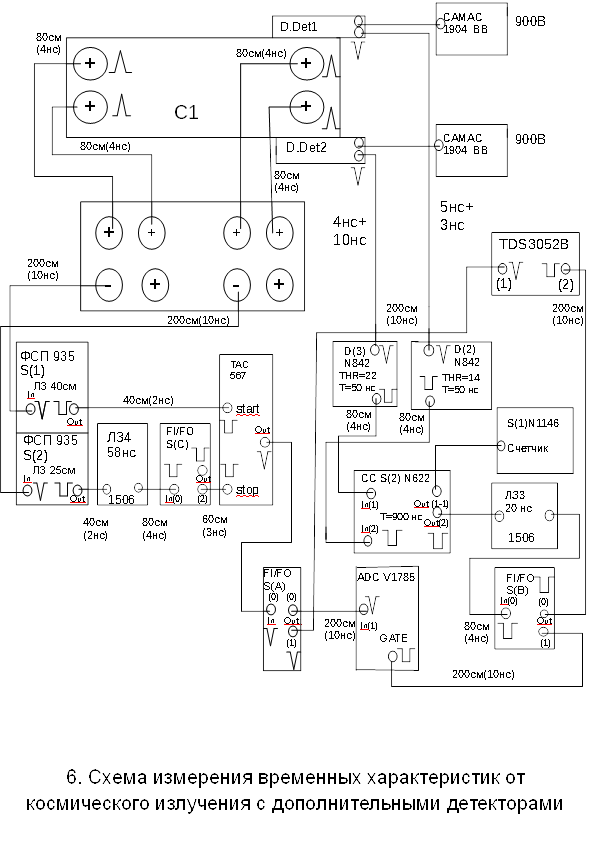 80см
(4нс)
D.Det1
CAMAC
1904 ВВ
900В
+
80см(4нс)
+
+
C1
+
80см(4нс)
D.Det2
80см
(4нс)
CAMAC
1904 ВВ
900В
4нс+
10нс
5нс+
3нс
+
+
+
+
-
+
-
+
200см
(10нс)
200см(10нс)
TDS3052B
(1)
(2)
200см
(10нс)
200см
(10нс)
ФСП 935
S(1)
ЛЗ 40см
In
Out
40см(2нс)
TAC
567
start
Out
stop
D(3)
N842
THR=22
T=50 нс
D(2)
N842
THR=14
T=50 нс
80см
(4нс)
80см
(4нс)
ФСП 935
S(2)
ЛЗ 25см
In
Out
ЛЗ4
58нс
1506
FI/FO
S(C)
Out
In(0)
(2)
40см
(2нс)
80см
(4нс)
60см
(3нс)
S(1)N1146
Счетчик
CC S(2) N622
In(1)
Out (1-1)
T=900 нс
Out(2)
In(2)
ЛЗ3
20 нс
1506
FI/FO
S(A)
(0) (0)
In Out
(1)
200см
(10нс)
ADC V1785
In(1)
GATE
FI/FO
S(B)
In(0)
(0)
Out
(1)
80см
(4нс)
200см(10нс)
6. Схема измерения временных характеристик от
космического излучения с дополнительными детекторами